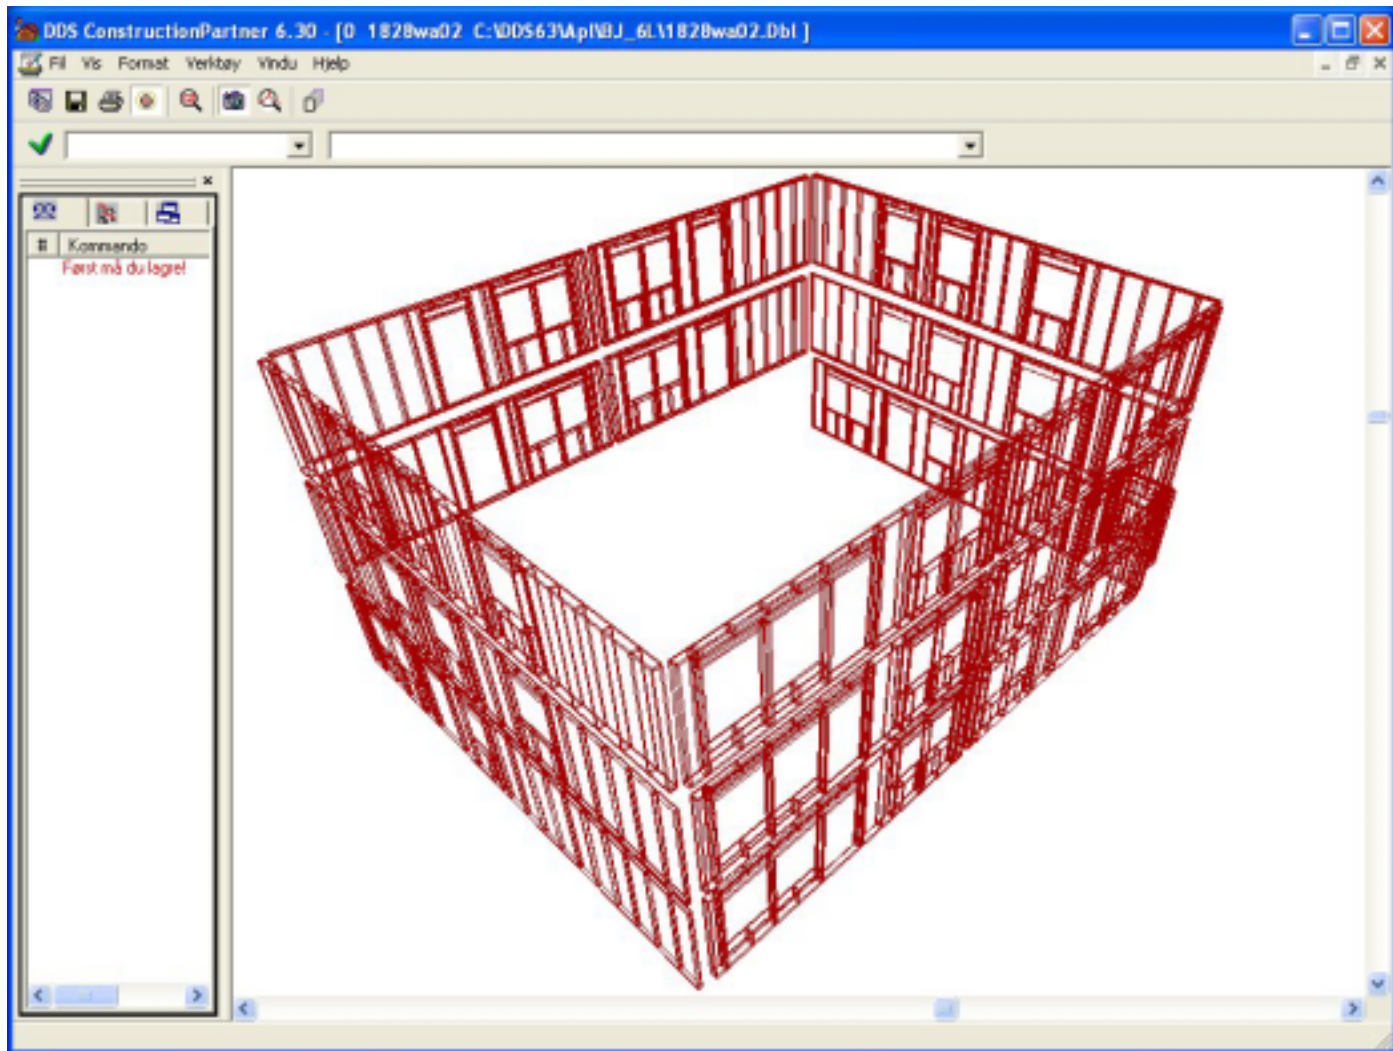 DDS ConstructionPartner 6.30 - [0 1828wa02 C:\DDS63\Apl\BJ_6L\1828wa02.Dbl ]
Fil Vis Format Verktøy Vindu Hjelp
# Kommando
Først må du lagre!